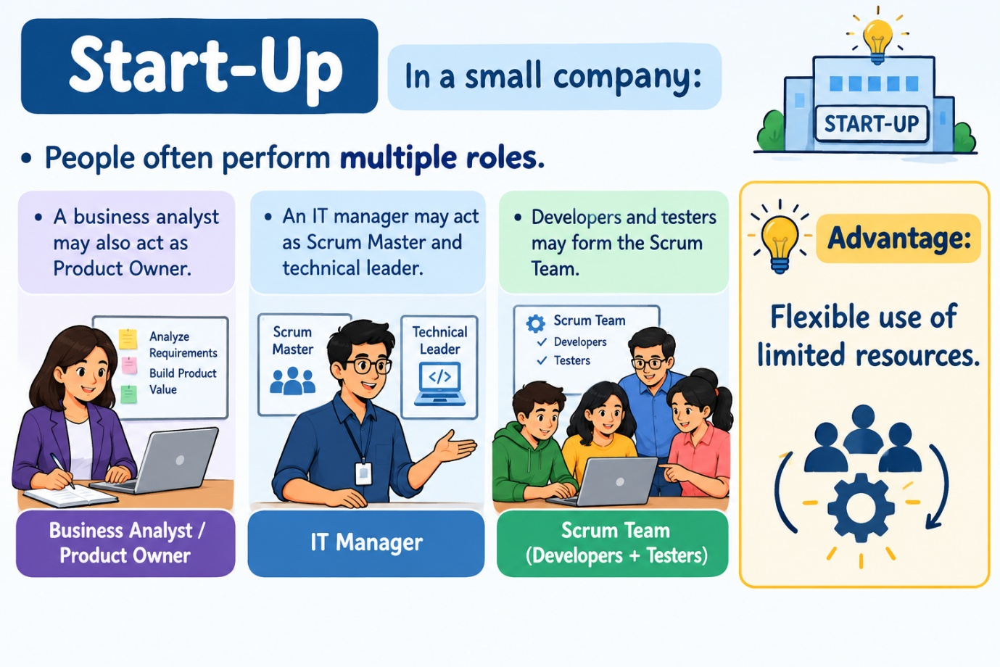 Start-Up
In a small company:
START-UP
• People often perform multiple roles.
• A business analyst
may also act as
Product Owner.
• An IT manager may act
as Scrum Master and
technical leader.
• Developers and testers
may form the Scrum
Team.
Advantage:
Flexible use of
limited resources.
Analyze
Requirements
Build Product
Value
Scrum
Master
Technical
Leader
</>
Scrum Team
✓ Developers
✓ Testers
Business Analyst /
Product Owner
IT Manager
Scrum Team
(Developers + Testers)